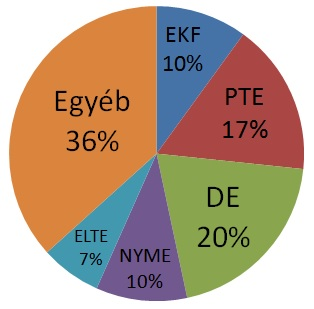 EKF
10%
PTE
17%
DE
20%
NYME
10%
ELTE
7%
Egyéb
36%